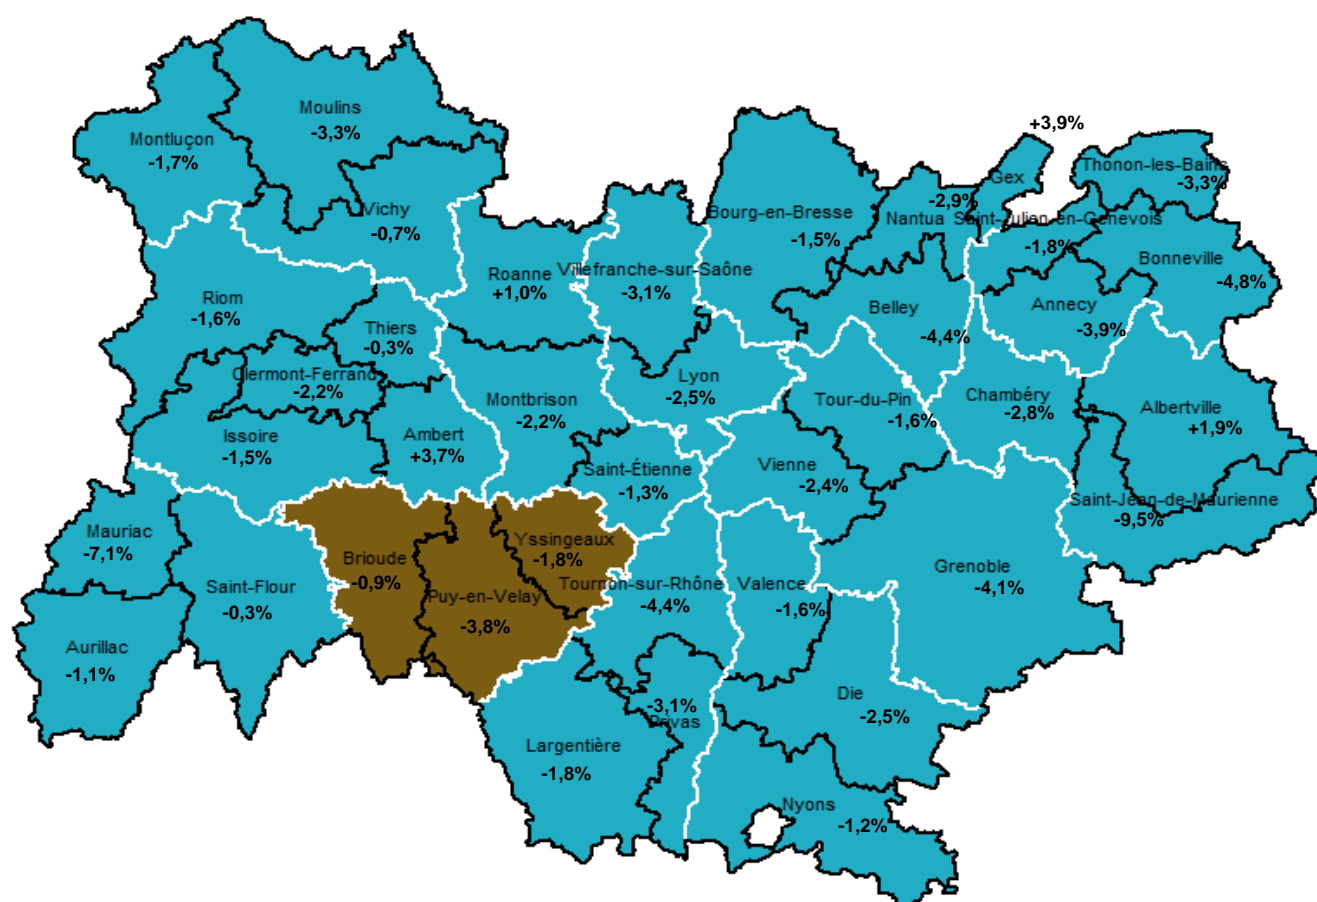 Moulins
-3,3%
Montluçon
-1,7%
+3,9%
Thonon-les-Bains
-3,3%
Gex
-2,9%
Vichy
-0,7%
Bourg-en-Bresse
-1,5%
Nantua
Saint-Julien-en-Genevois
-1,8%
Bonneville
-4,8%
Roanne
+1,0%
Villefranche-sur-Saône
-3,1%
Riom
-1,6%
Belley
-4,4%
Annecy
-3,9%
Thiers
-0,3%
Clermont-Ferrand
-2,2%
Lyon
-2,5%
Montbrison
-2,2%
Tour-du-Pin
-1,6%
Chambéry
-2,8%
Albertville
+1,9%
Issoire
-1,5%
Ambert
+3,7%
Saint-Étienne
-1,3%
Vienne
-2,4%
Saint-Jean-de-Maurienne
-9,5%
Mauriac
-7,1%
Brioude
-0,9%
Yssingeaux
-1,8%
Saint-Flour
-0,3%
Puy-en-Velay
-3,8%
Tournon-sur-Rhône
-4,4%
Valence
-1,6%
Grenoble
-4,1%
Aurillac
-1,1%
-3,1%
Privas
Die
-2,5%
Largentière
-1,8%
Nyons
-1,2%